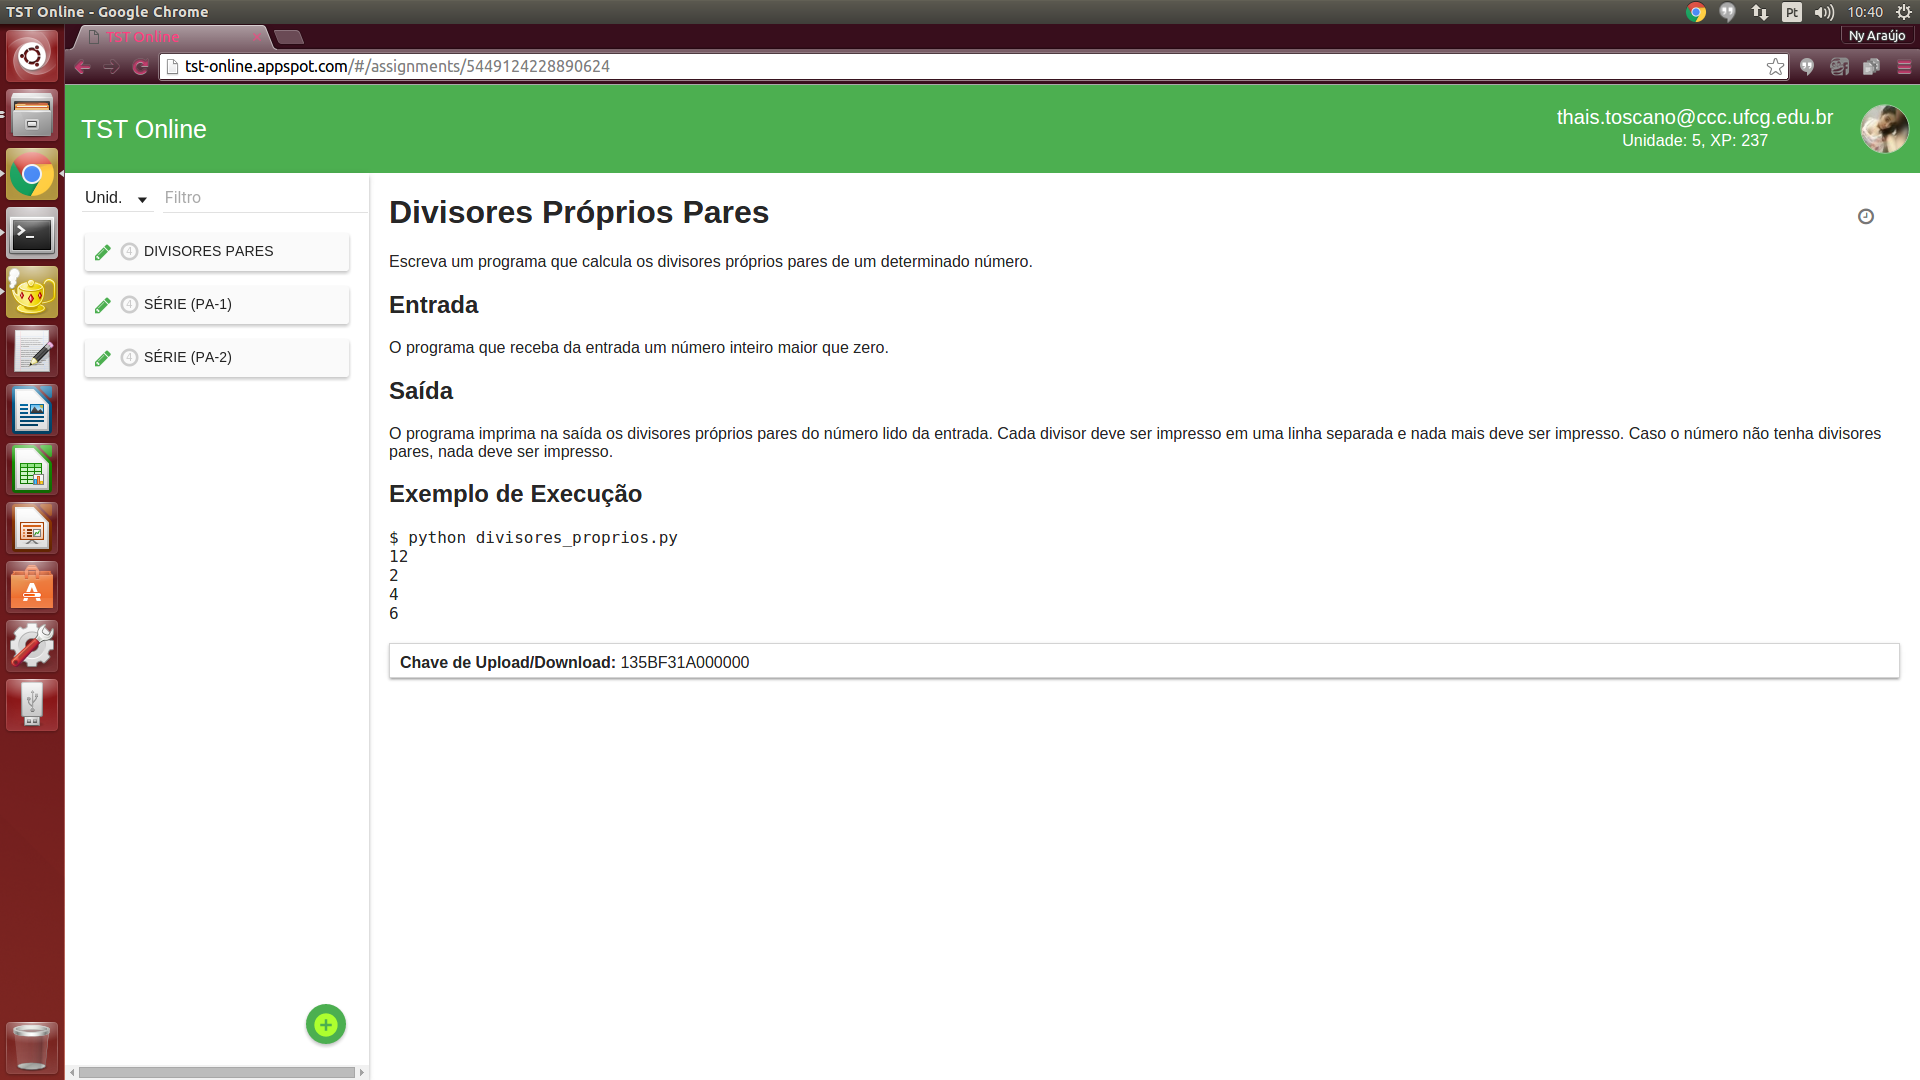 TST Online - Google Chrome
Pt
10:40
TST Online
Ny Araújo
tst-online.appspot.com/#/assignments/5449124228890624
TST Online
thais.toscano@ccc.ufcg.edu.br
Unidade: 5, XP: 237
Unid.
Filtro
4 DIVISORES PARES
4 SÉRIE (PA-1)
4 SÉRIE (PA-2)
Divisores Próprios Pares
Escreva um programa que calcula os divisores próprios pares de um determinado número.
Entrada
O programa que receba da entrada um número inteiro maior que zero.
Saída
O programa imprima na saída os divisores próprios pares do número lido da entrada. Cada divisor deve ser impresso em uma linha separada e nada mais deve ser impresso. Caso o número não tenha divisores
pares, nada deve ser impresso.
Exemplo de Execução
$ python divisores_proprios.py
12
2
4
6
Chave de Upload/Download: 135BF31A000000